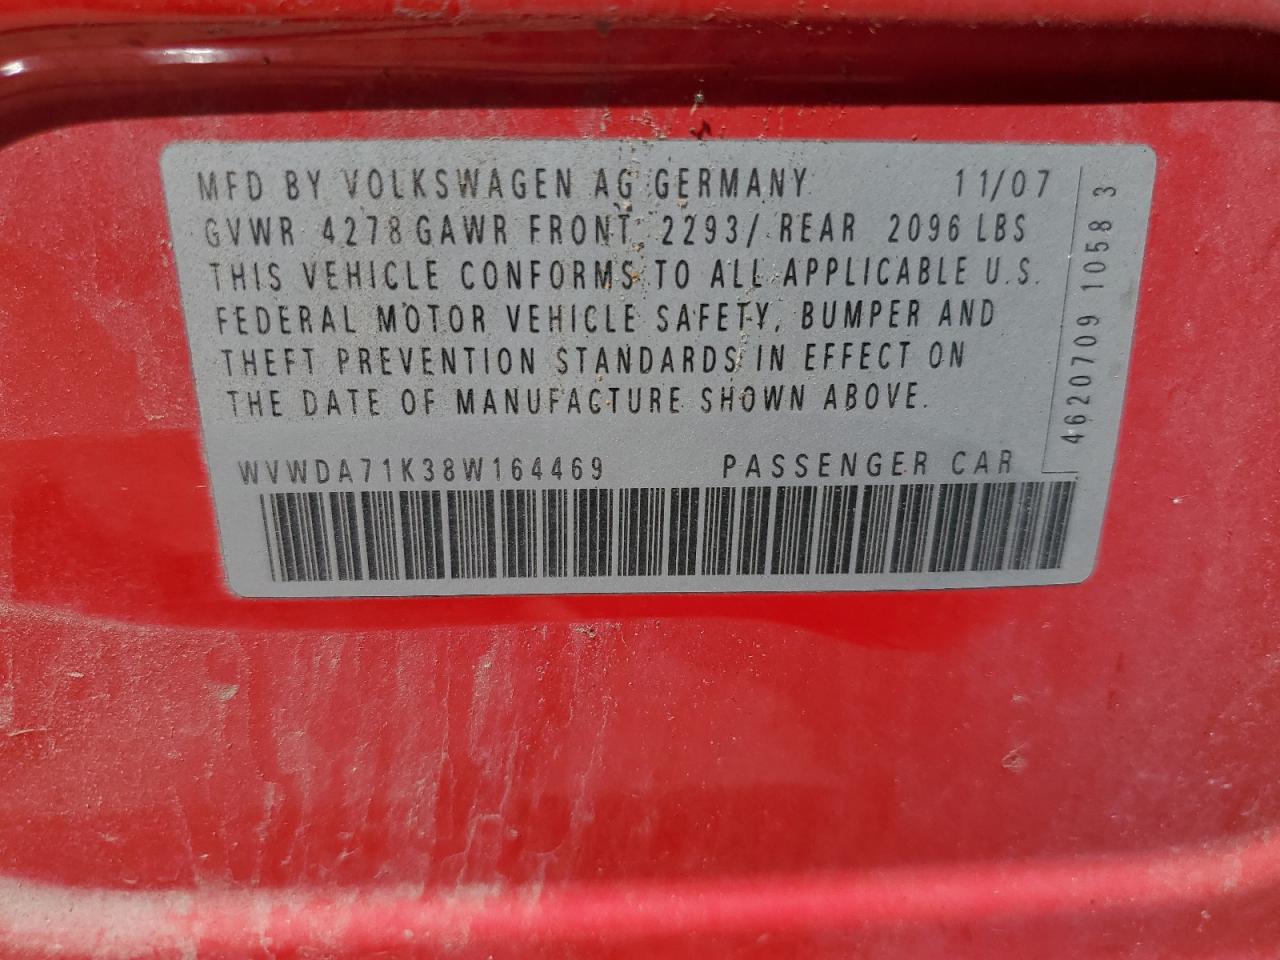 MFD BY VOLKSWAGEN AG GERMANY 11/07
GVWR 4278 GAWR FRONT 2293/ REAR 2096 LBS
THIS VEHICLE CONFORMS TO ALL APPLICABLE U.S.
FEDERAL MOTOR VEHICLE SAFETY, BUMPER AND
THEFT PREVENTION STANDARDS IN EFFECT ON
THE DATE OF MANUFACTURE SHOWN ABOVE.
WVWDA71K38W164469 PASSENGER CAR
4620709 1058 3